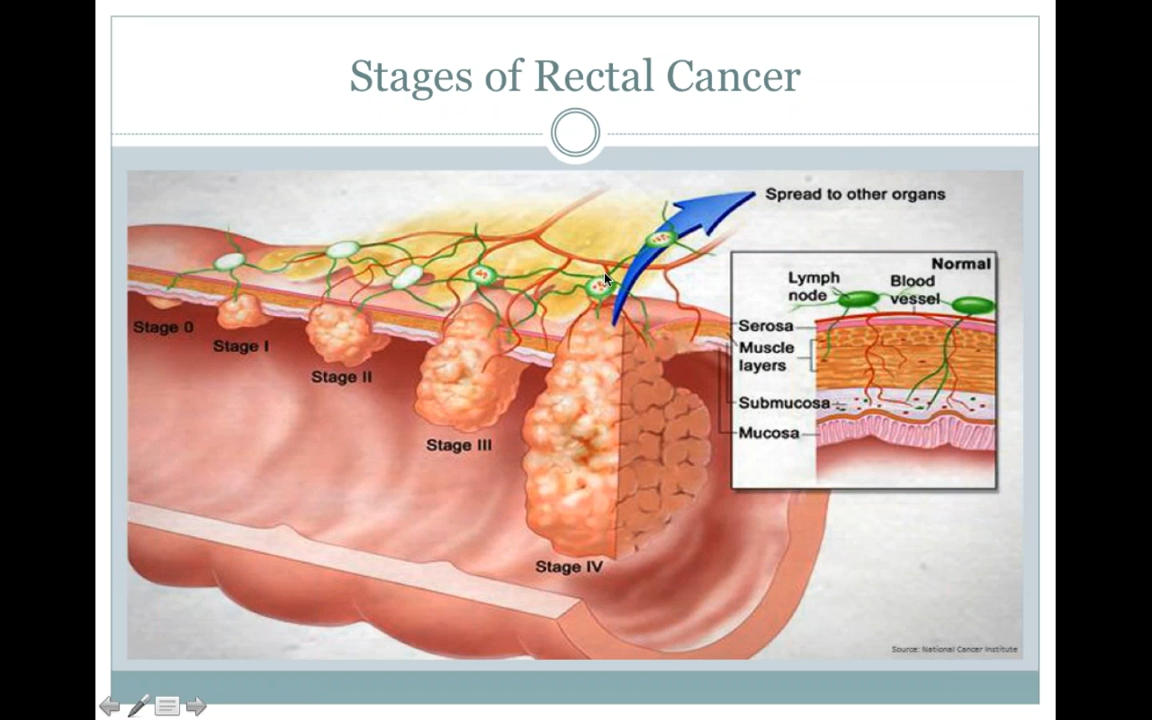 Stages of Rectal Cancer
Spread to other organs
Normal
Lymph
node
Blood
vessel
Serosa
Muscle
layers
Submucosa
Mucosa
Stage 0
Stage I
Stage II
Stage III
Stage IV
Source: National Cancer Institute